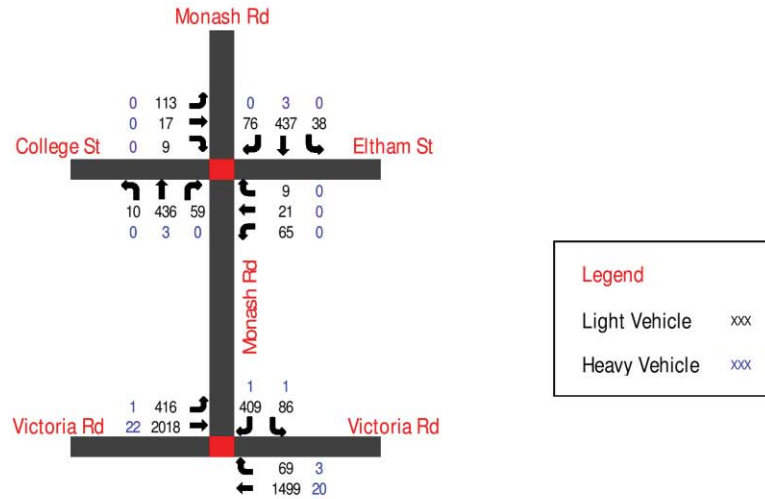 Monash Rd
0 113 0 3 0
0 17 76 437 38
College St 0 9 Eltham St
9 0
10 436 59 21 0
0 3 0 65 0
Monash Rd
Legend
Light Vehicle xxx
Heavy Vehicle xxx
1 1
1 416 409 86
Victoria Rd 22 2018 Victoria Rd
69 3
1499 20